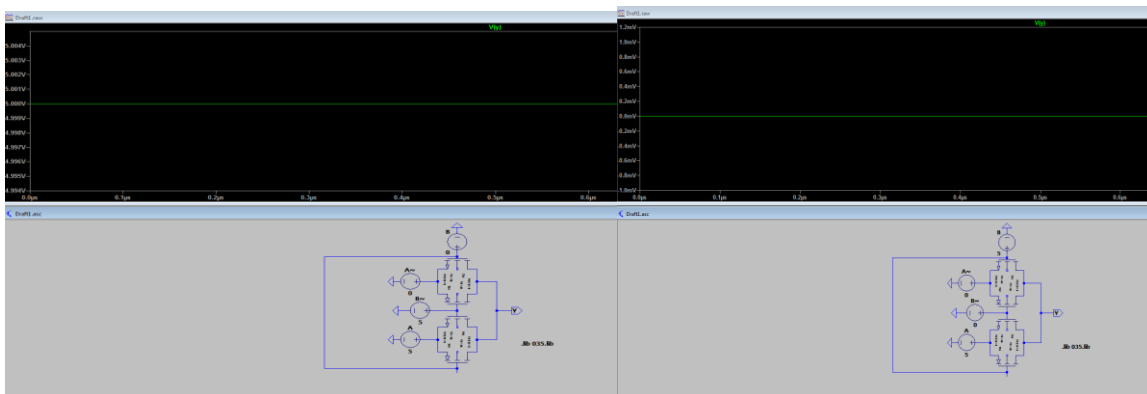 Draft1.raw
V(y)
5.004V
5.003V
5.002V
5.001V
5.000V
4.999V
4.998V
4.997V
4.996V
4.995V
4.994V
0.0µs
0.1µs
0.2µs
0.3µs
0.4µs
0.5µs
0.6µs
Draft1.asc
B
0
A~
0
B~
5
A
5
Y
.lib 035.lib
Draft1.raw
V(y)
1.2mV
1.0mV
0.8mV
0.6mV
0.4mV
0.2mV
0.0mV
-0.2mV
-0.4mV
-0.6mV
-0.8mV
-1.0mV
0.0µs
0.1µs
0.2µs
0.3µs
0.4µs
0.5µs
0.6µs
Draft1.asc
B
5
A~
0
B~
0
A
5
Y
.lib 035.lib